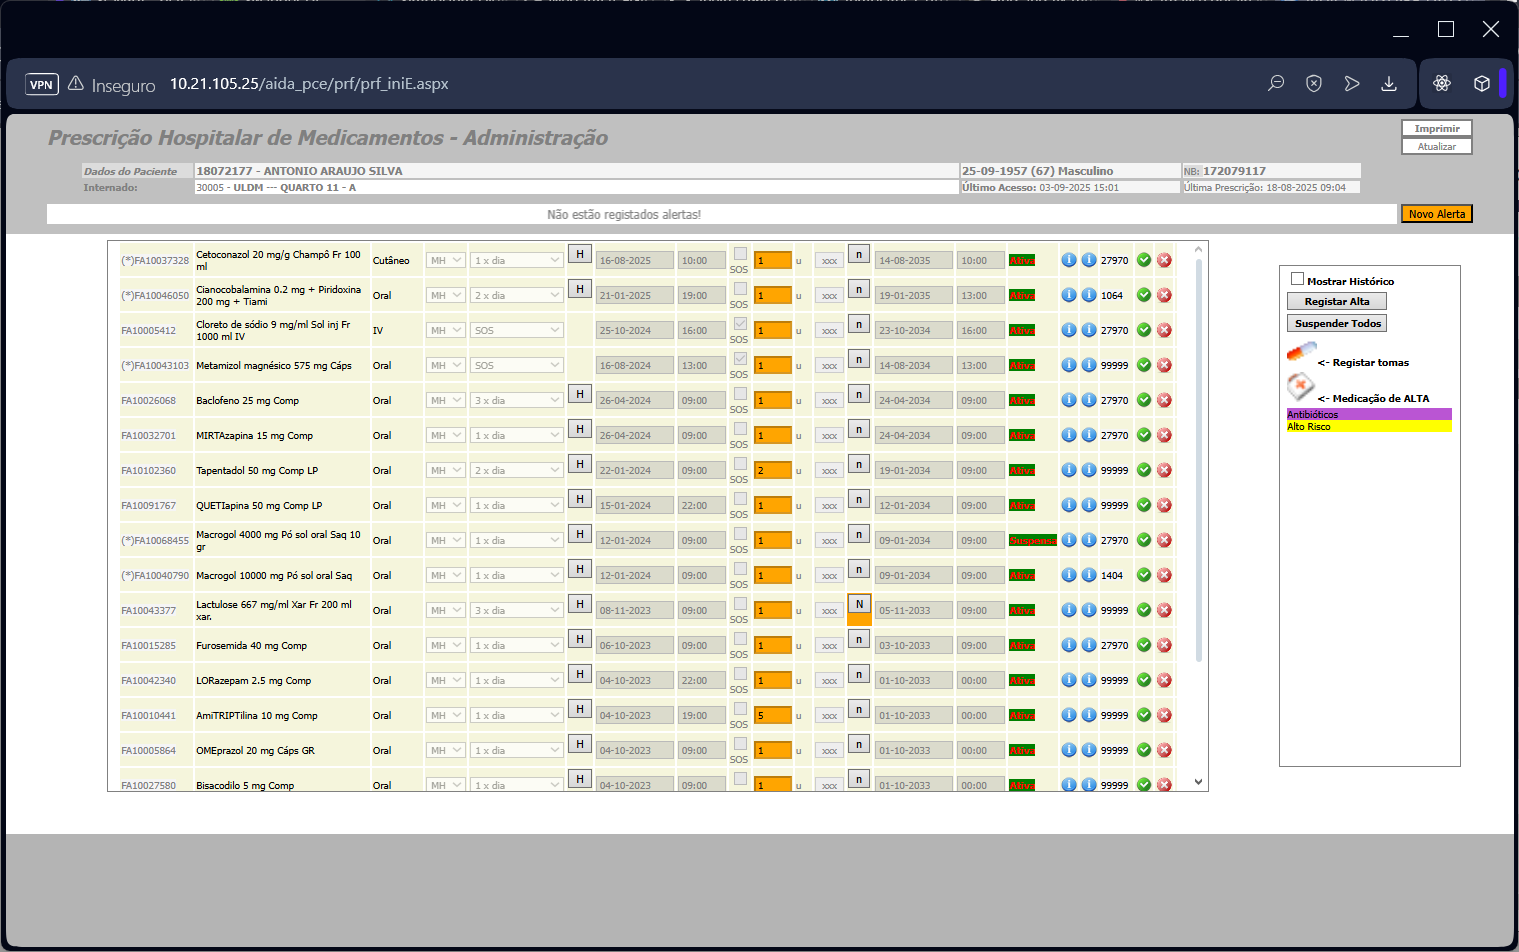 VPN Inseguro 10.21.105.25/aida_pce/prf/prf_iniE.aspx
Prescrição Hospitalar de Medicamentos - Administração
Imprimir
Atualizar
Dados do Paciente 18072177 - ANTONIO ARAUJO SILVA 25-09-1957 (67) Masculino NB: 172079117
Internado: 30005 - ULDM --- QUARTO 11 - A Último Acesso: 03-09-2025 15:01 Última Prescrição: 18-08-2025 09:04
Não estão registados alertas!
Novo Alerta
(*)FA10037328 Cetoconazol 20 mg/g Champô Fr 100 ml Cutâneo MH 1 x dia H 16-08-2025 10:00 SOS 1 u xxx n 14-08-2035 10:00 Ativa 27970
(*)FA10046050 Cianocobalamina 0.2 mg + Piridoxina 200 mg + Tiami Oral MH 2 x dia H 21-01-2025 19:00 SOS 1 u xxx n 19-01-2035 13:00 Ativa 1064
FA10005412 Cloreto de sódio 9 mg/ml Sol inj Fr 1000 ml IV IV MH SOS 25-10-2024 16:00 SOS 1 u xxx n 23-10-2034 16:00 Ativa 27970
(*)FA10043103 Metamizol magnésico 575 mg Cáps Oral MH SOS 16-08-2024 13:00 SOS 1 u xxx n 14-08-2034 13:00 Ativa 99999
FA10026068 Baclofeno 25 mg Comp Oral MH 3 x dia H 26-04-2024 09:00 SOS 1 u xxx n 24-04-2034 09:00 Ativa 27970
FA10032701 MIRTAzapina 15 mg Comp Oral MH 1 x dia H 26-04-2024 09:00 SOS 1 u xxx n 24-04-2034 09:00 Ativa 27970
FA10102360 Tapentadol 50 mg Comp LP Oral MH 2 x dia H 22-01-2024 09:00 SOS 2 u xxx n 19-01-2034 09:00 Ativa 99999
FA10091767 QUETIapina 50 mg Comp LP Oral MH 1 x dia H 15-01-2024 22:00 SOS 1 u xxx n 12-01-2034 09:00 Ativa 99999
(*)FA10068455 Macrogol 4000 mg Pó sol oral Saq 10 gr Oral MH 1 x dia H 12-01-2024 09:00 SOS 1 u xxx n 09-01-2034 09:00 27970
(*)FA10040790 Macrogol 10000 mg Pó sol oral Saq Oral MH 1 x dia H 12-01-2024 09:00 SOS 1 u xxx n 09-01-2034 09:00 Ativa 1404
FA10043377 Lactulose 667 mg/ml Xar Fr 200 ml xar. Oral MH 3 x dia H 08-11-2023 09:00 SOS 1 u xxx N 05-11-2033 09:00 Ativa 99999
FA10015285 Furosemida 40 mg Comp Oral MH 1 x dia H 06-10-2023 09:00 SOS 1 u xxx n 03-10-2033 09:00 Ativa 27970
FA10042340 LORazepam 2.5 mg Comp Oral MH 1 x dia H 04-10-2023 22:00 SOS 1 u xxx n 01-10-2033 00:00 Ativa 99999
FA10010441 AmiTRIPTilina 10 mg Comp Oral MH 1 x dia H 04-10-2023 19:00 SOS 5 u xxx n 01-10-2033 00:00 Ativa 99999
FA10005864 OMEprazol 20 mg Cáps GR Oral MH 1 x dia H 04-10-2023 09:00 SOS 1 u xxx n 01-10-2033 00:00 Ativa 99999
FA10027580 Bisacodilo 5 mg Comp Oral MH 1 x dia H 04-10-2023 09:00 1 u xxx n 01-10-2033 00:00 Ativa 99999
Mostrar Histórico
Registar Alta
Suspender Todos
<- Registar tomas
<- Medicação de ALTA
Antibióticos
Alto Risco